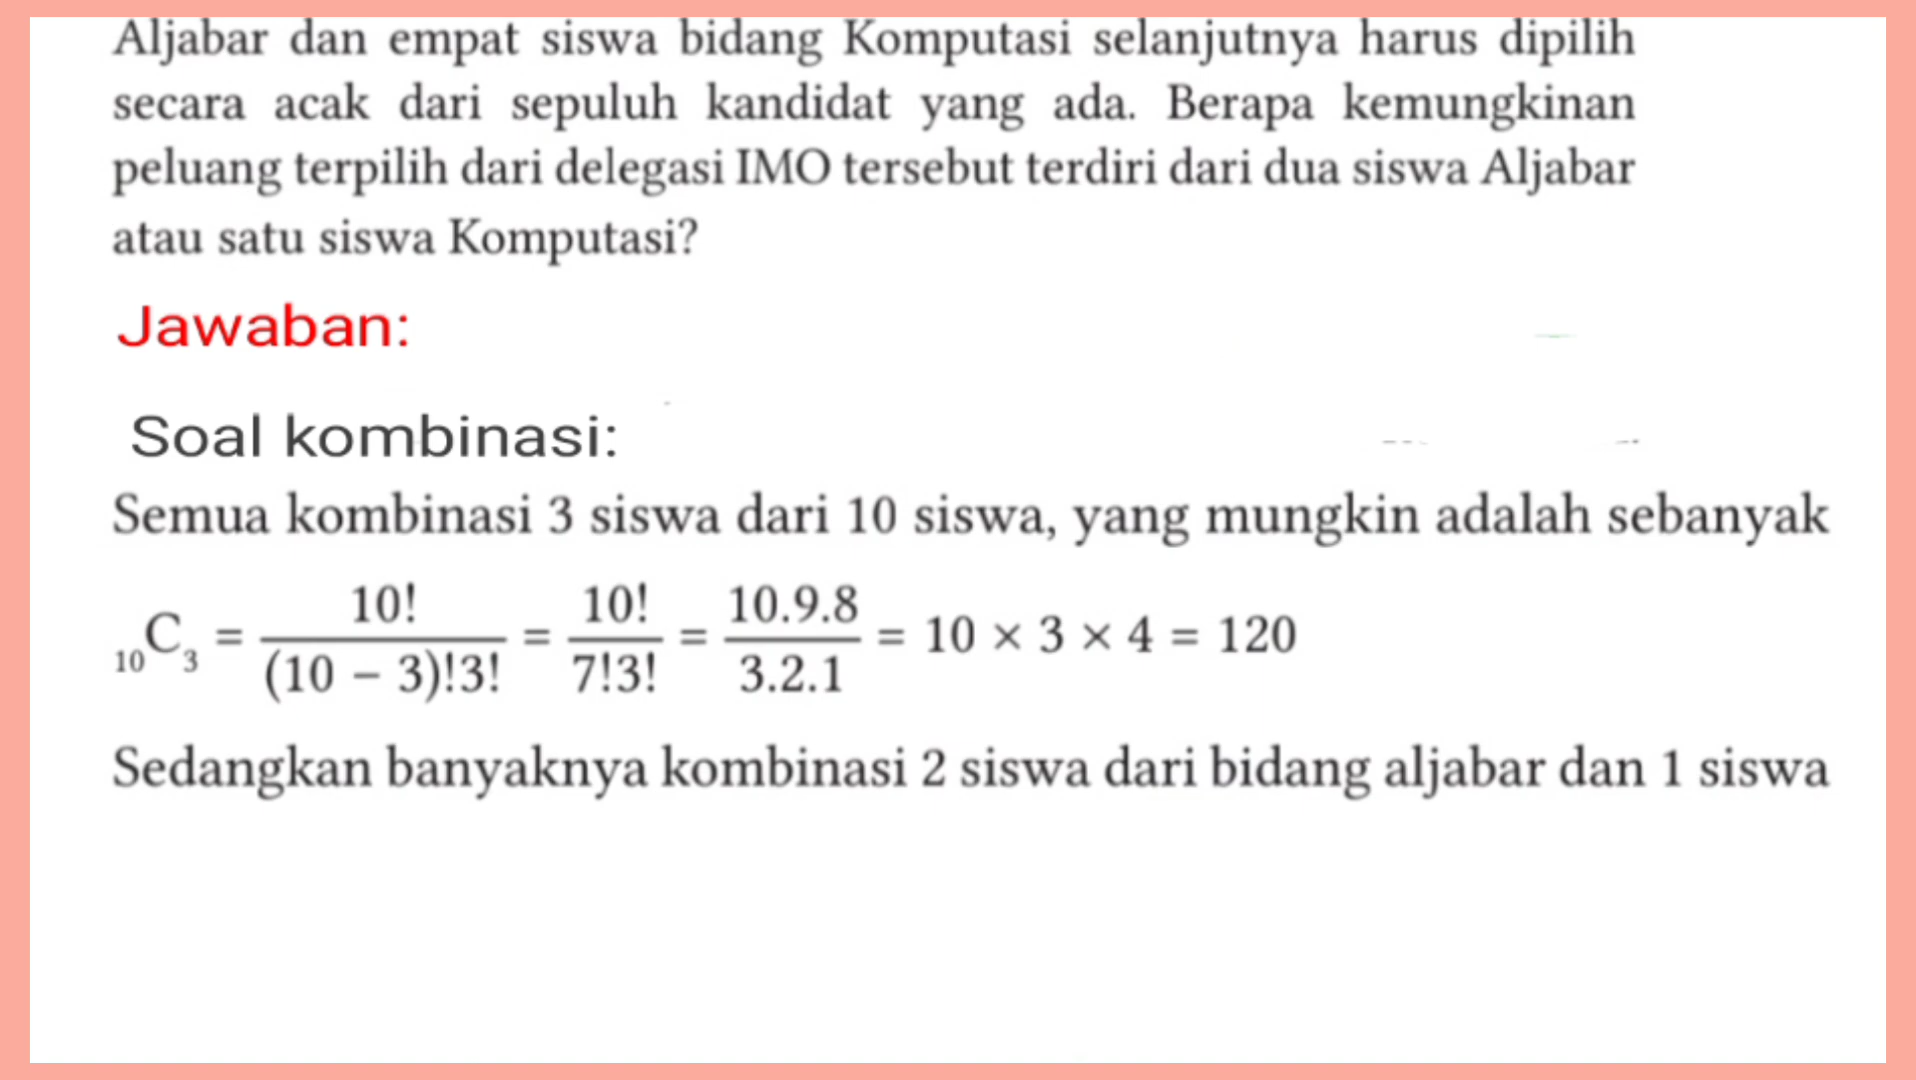 Aljabar dan empat siswa bidang Komputasi selanjutnya harus dipilih
secara acak dari sepuluh kandidat yang ada. Berapa kemungkinan
peluang terpilih dari delegasi IMO tersebut terdiri dari dua siswa Aljabar
atau satu siswa Komputasi?
Jawaban:
Soal kombinasi:
Semua kombinasi 3 siswa dari 10 siswa, yang mungkin adalah sebanyak
₁₀C₃ = 10!/(10 − 3)!3! = 10!/7!3! = 10.9.8/3.2.1 = 10 × 3 × 4 = 120
Sedangkan banyaknya kombinasi 2 siswa dari bidang aljabar dan 1 siswa